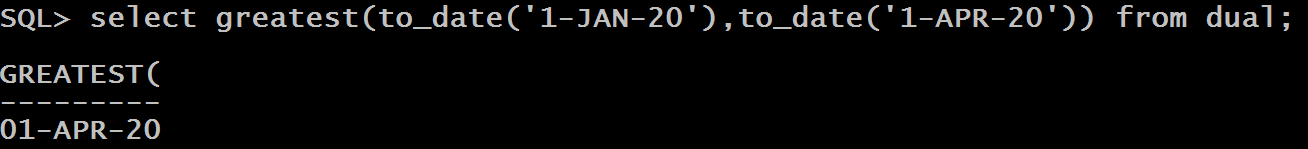 SQL> select greatest(to_date('1-JAN-20'),to_date('1-APR-20')) from dual;
GREATEST(
---------
01-APR-20